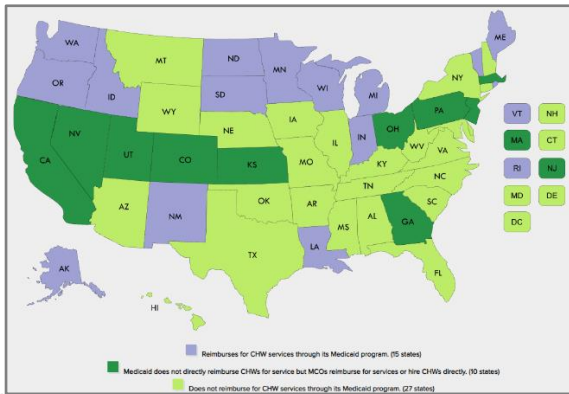 WA
MT
ND
MN
ME
OR
ID
SD
WI
MI
NY
WY
NE
IA
PA
NV
UT
CO
KS
IL
IN
OH
WV
VA
CA
MO
KY
NC
AZ
NM
OK
AR
TN
SC
TX
LA
MS
AL
GA
FL
AK
HI
VT
NH
MA
CT
RI
NJ
MD
DE
DC
Reimburses for CHW services through its Medicaid program. (15 states)
Medicaid does not directly reimburse CHWs for service but MCOs reimburse for services or hire CHWs directly. (10 states)
Does not reimburse for CHW services through its Medicaid program. (27 states)